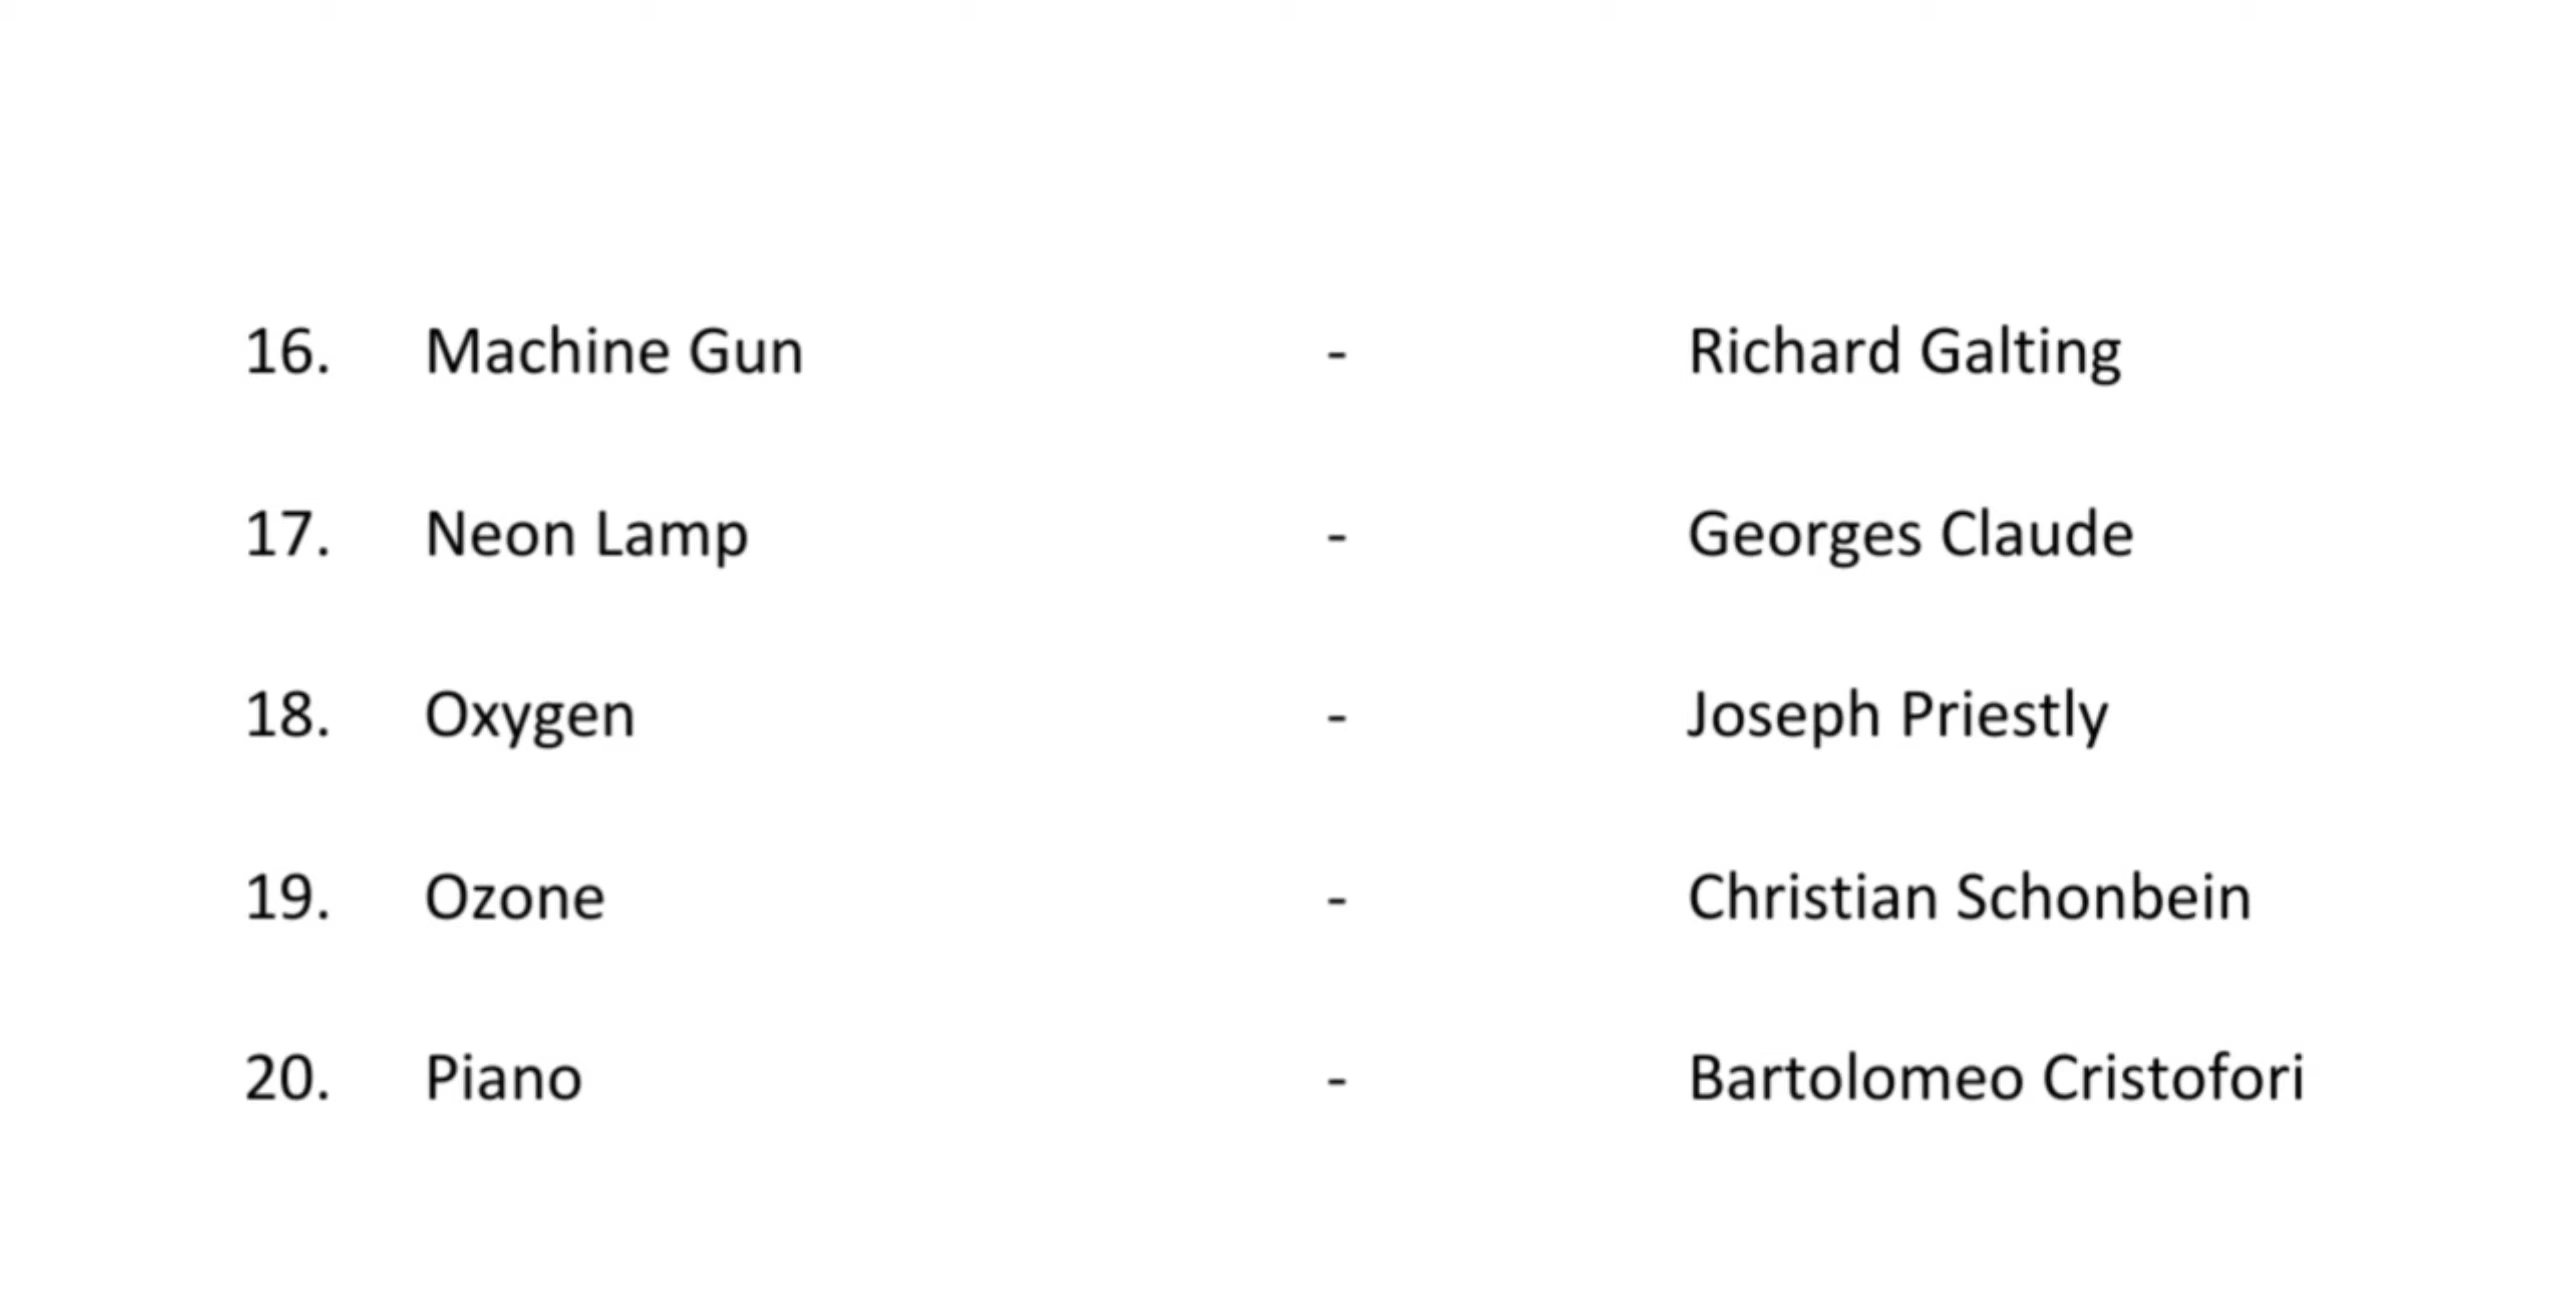 16. Machine Gun - Richard Galting
17. Neon Lamp - Georges Claude
18. Oxygen - Joseph Priestly
19. Ozone - Christian Schonbein
20. Piano - Bartolomeo Cristofori